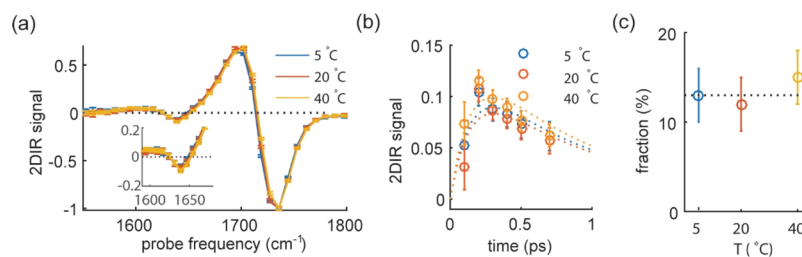 (a)
2DIR signal
0.5
0
-0.5
-1
5 °C
20 °C
40 °C
0.2
0
-0.2
1600 1650
1600 1700 1800
probe frequency (cm⁻¹)
(b)
2DIR signal
0.15
0.1
0.05
0
5 °C
20 °C
40 °C
0 0.5 1
time (ps)
(c)
fraction (%)
20
10
0
5 20 40
T (°C)